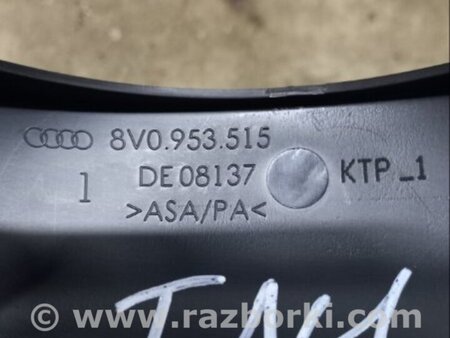 8V0.953.515
1 DE08137 KTP_1
>ASA/PA<
© www.razborki.com